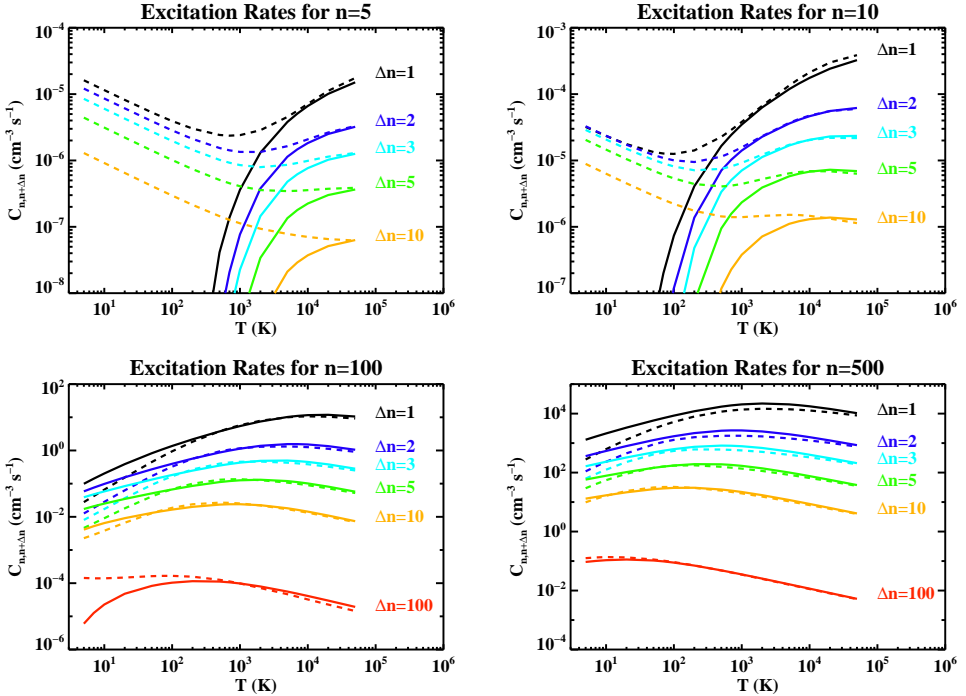 Excitation Rates for n=5
C_{n,n+Δn} (cm⁻³ s⁻¹)
10⁻⁴
10⁻⁵
10⁻⁶
10⁻⁷
10⁻⁸
Δn=1
Δn=2
Δn=3
Δn=5
Δn=10
10¹ 10² 10³ 10⁴ 10⁵ 10⁶
T (K)
Excitation Rates for n=10
C_{n,n+Δn} (cm⁻³ s⁻¹)
10⁻³
10⁻⁴
10⁻⁵
10⁻⁶
10⁻⁷
Δn=1
Δn=2
Δn=3
Δn=5
Δn=10
10¹ 10² 10³ 10⁴ 10⁵ 10⁶
T (K)
Excitation Rates for n=100
C_{n,n+Δn} (cm⁻³ s⁻¹)
10²
10⁰
10⁻²
10⁻⁴
10⁻⁶
Δn=1
Δn=2
Δn=3
Δn=5
Δn=10
Δn=100
10¹ 10² 10³ 10⁴ 10⁵ 10⁶
T (K)
Excitation Rates for n=500
C_{n,n+Δn} (cm⁻³ s⁻¹)
10⁴
10²
10⁰
10⁻²
10⁻⁴
Δn=1
Δn=2
Δn=3
Δn=5
Δn=10
Δn=100
10¹ 10² 10³ 10⁴ 10⁵ 10⁶
T (K)